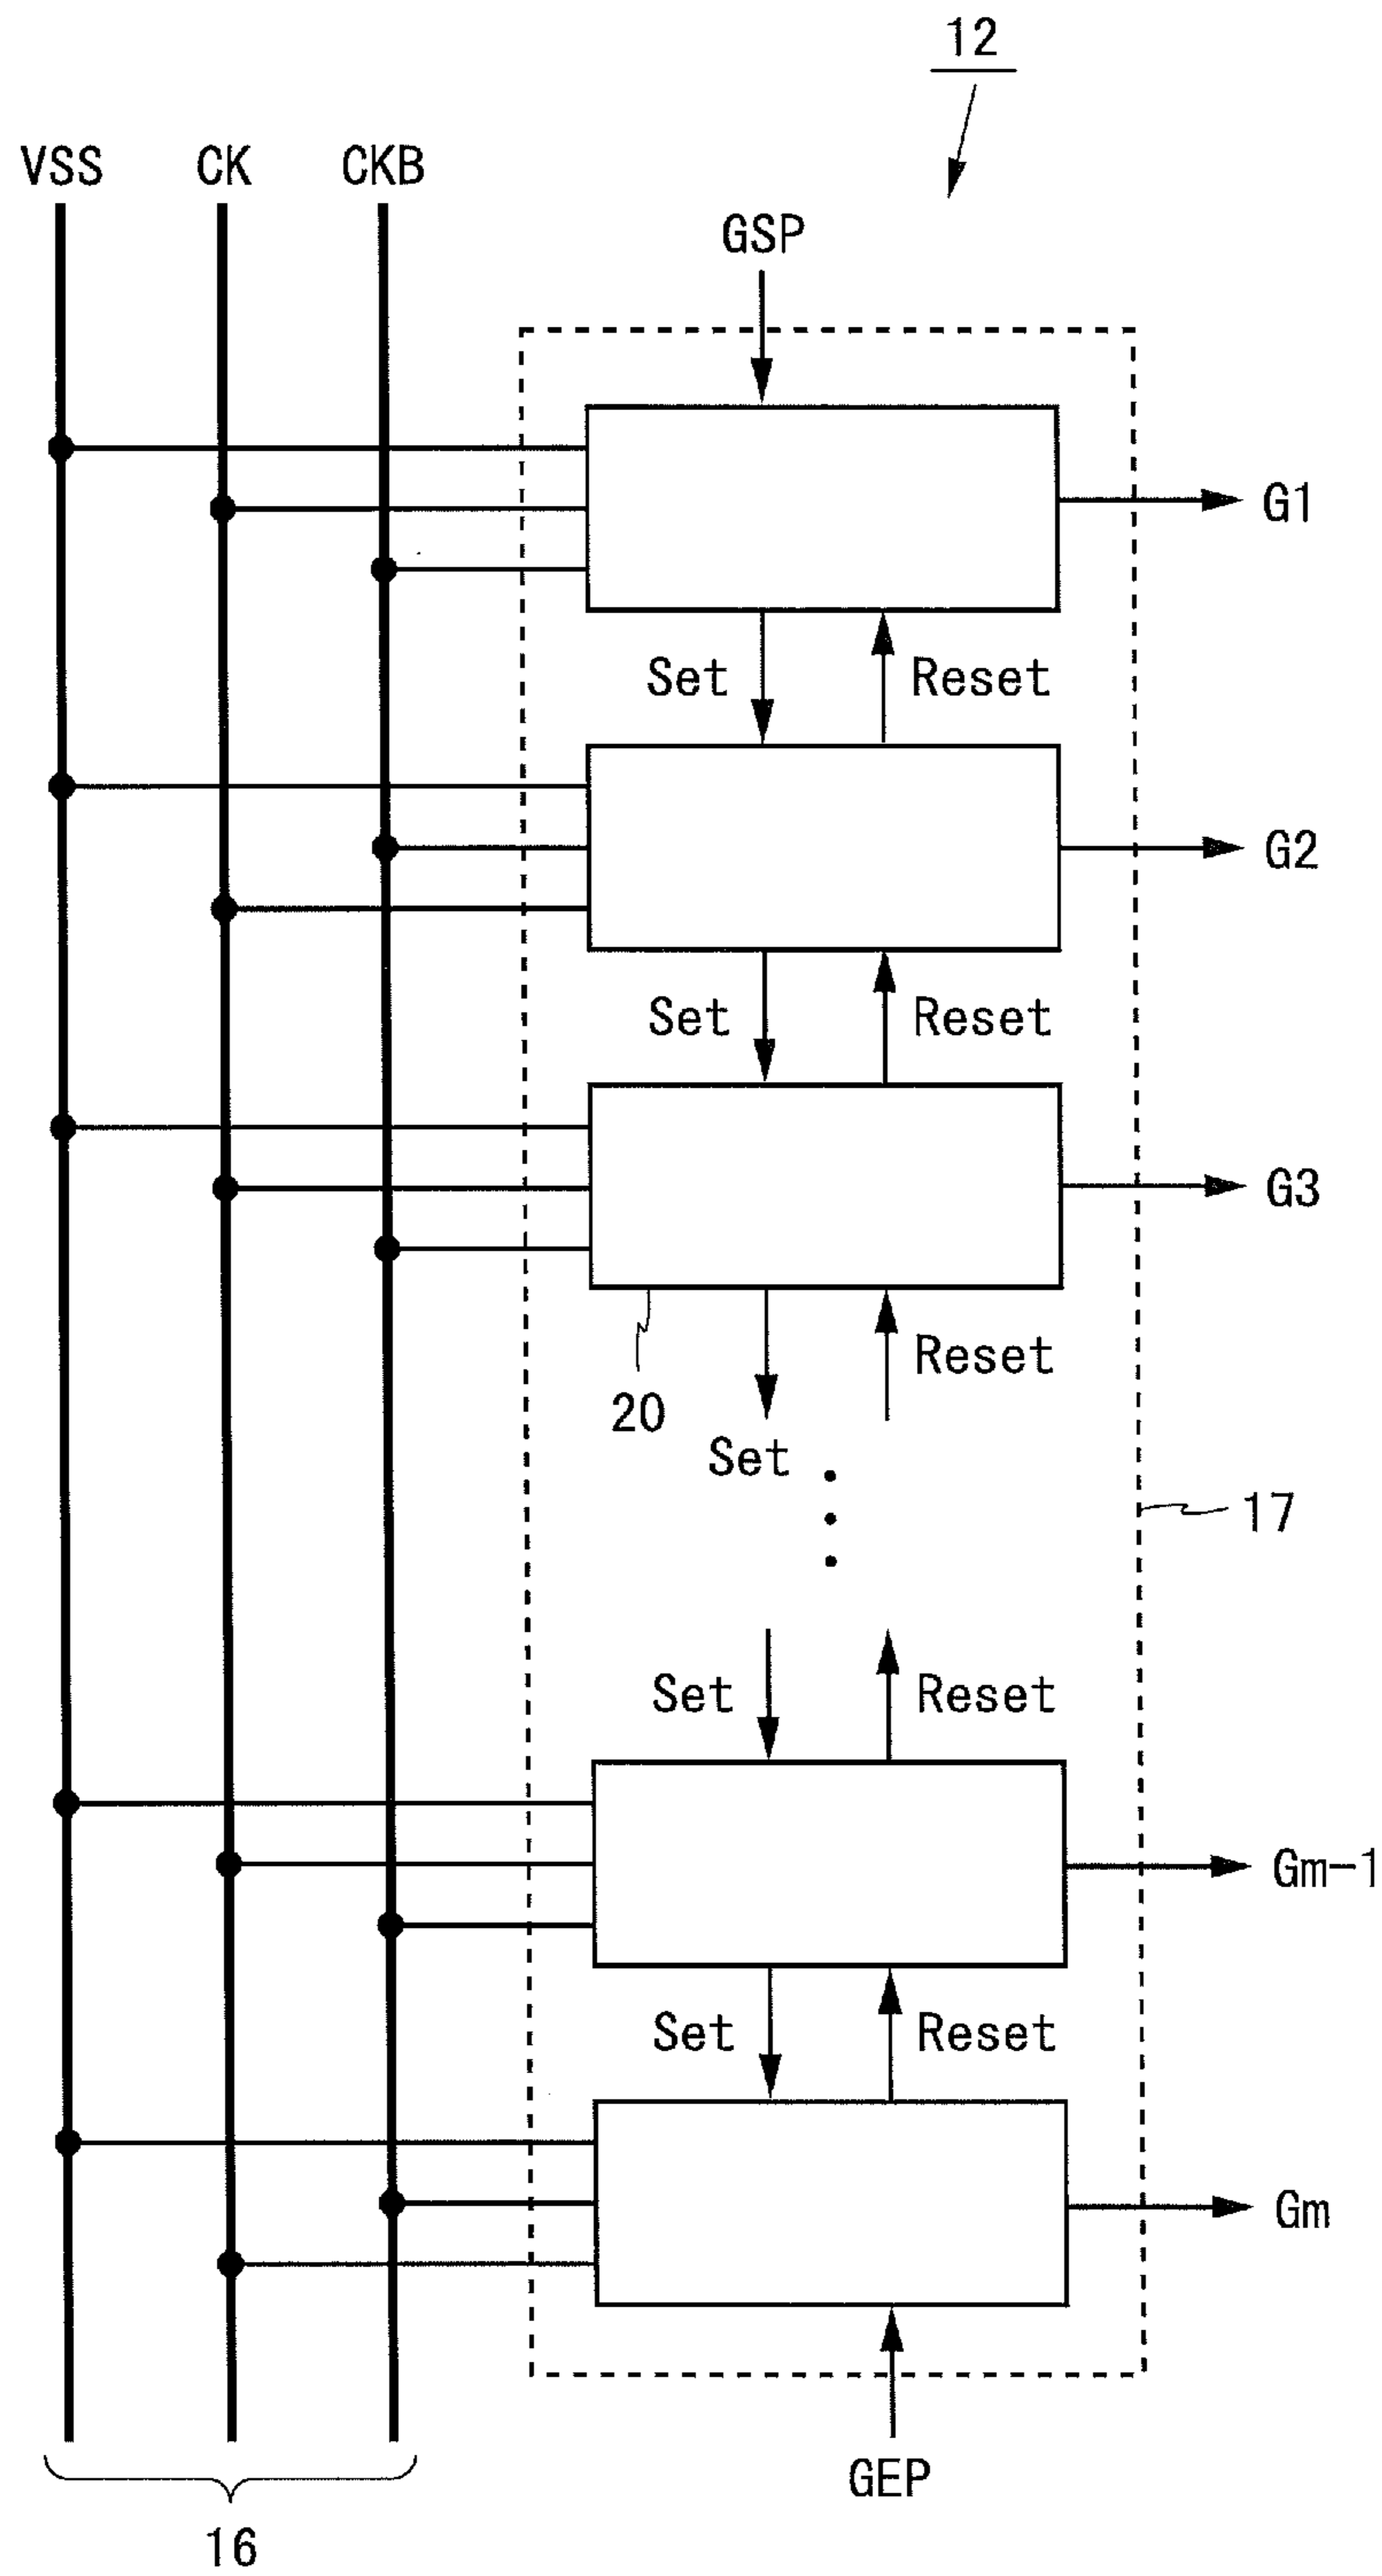 12
VSS CK CKB
GSP
G1
Set Reset
G2
Set Reset
G3
Reset
20
Set
17
Set Reset
Gm-1
Set Reset
Gm
GEP
16